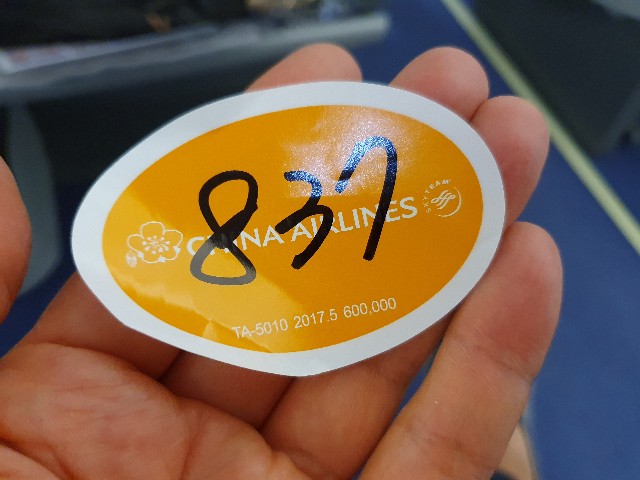 837
CHINA AIRLINES
SKYTEAM
TA-5010 2017.5 600,000